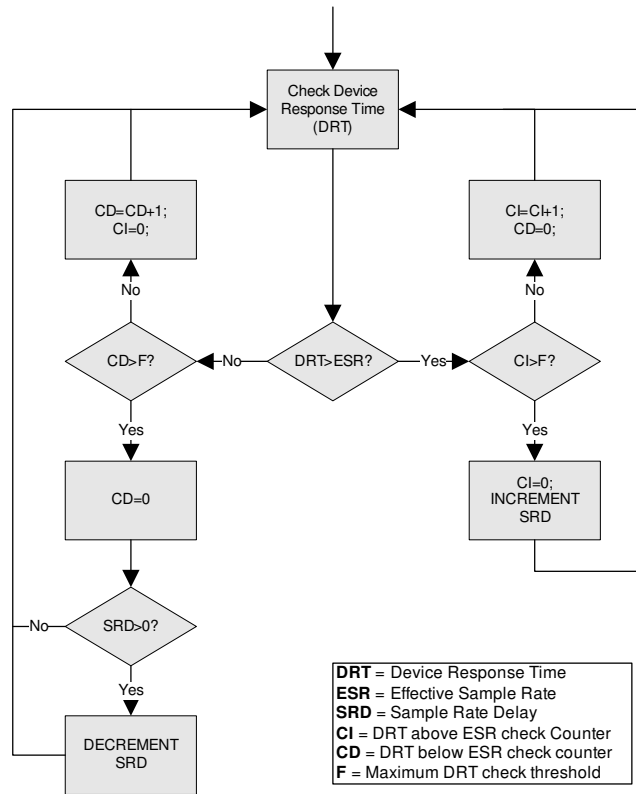 Check Device
Response Time
(DRT)
CD=CD+1;
CI=0;
CI=CI+1;
CD=0;
No
No
CD>F?
No
DRT>ESR?
Yes
CI>F?
Yes
Yes
CD=0
CI=0;
INCREMENT
SRD
No
SRD>0?
Yes
DECREMENT
SRD
DRT = Device Response Time
ESR = Effective Sample Rate
SRD = Sample Rate Delay
CI = DRT above ESR check Counter
CD = DRT below ESR check counter
F = Maximum DRT check threshold